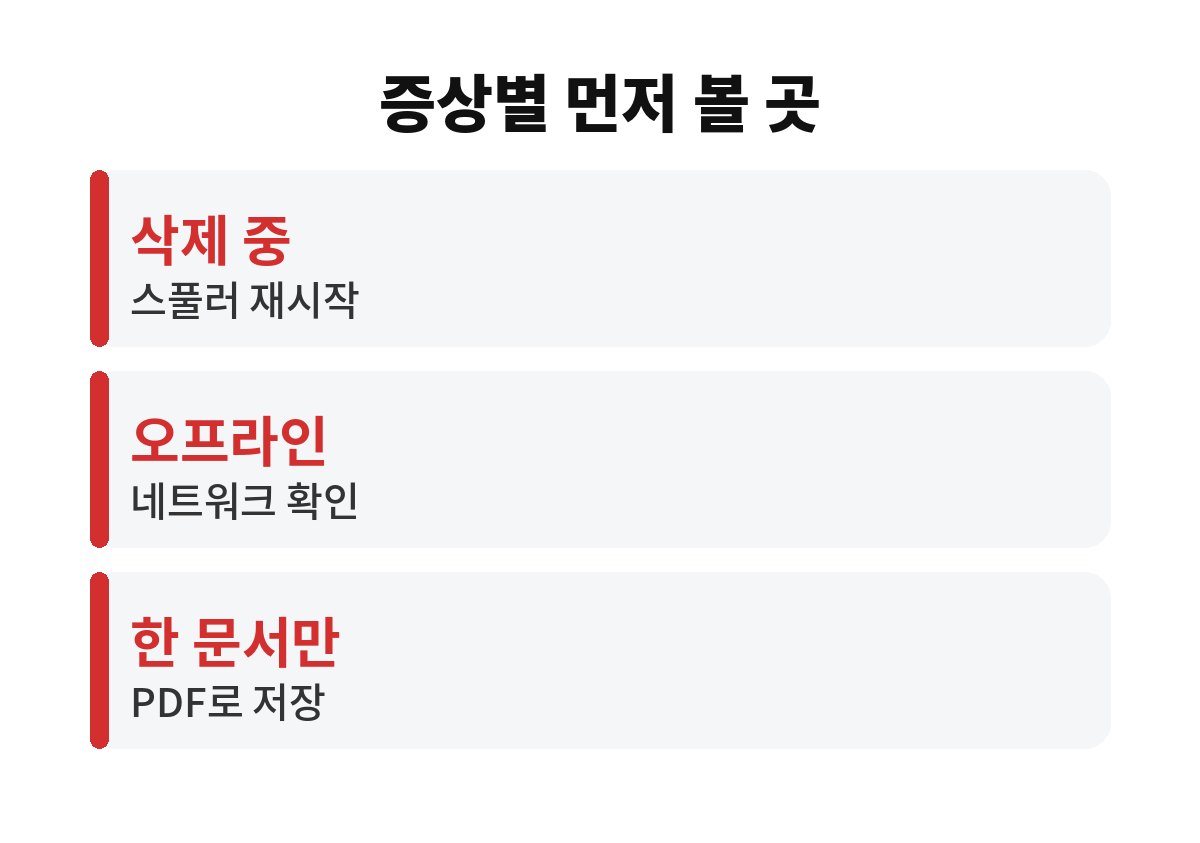 증상별 먼저 볼 곳
삭제 중
스풀러 재시작
오프라인
네트워크 확인
한 문서만
PDF로 저장